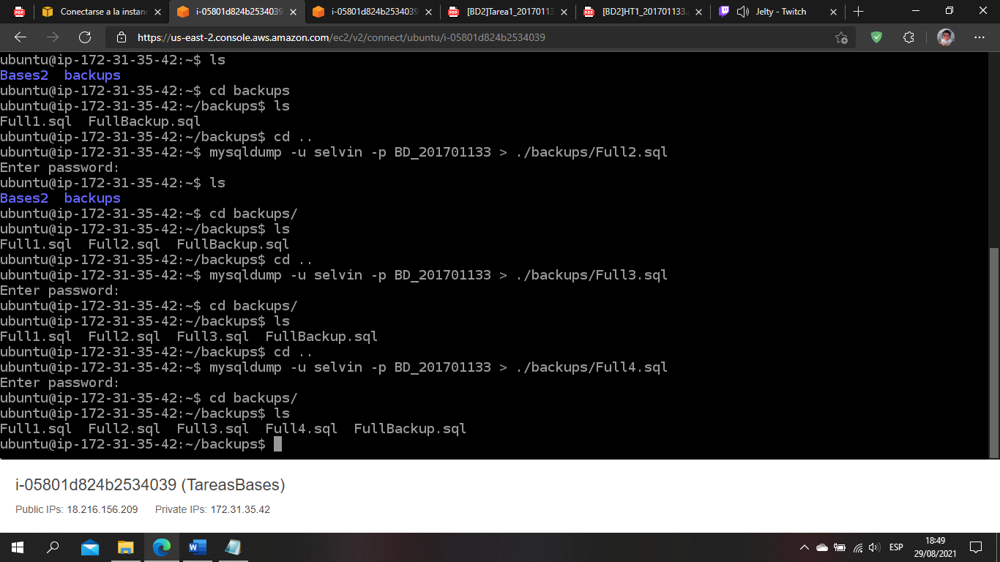 Conectarse a la instanc
i-05801d824b2534039
i-05801d824b2534039
[BD2]Tarea1_20170113
[BD2]HT1_201701133.
Jelty - Twitch
https://us-east-2.console.aws.amazon.com/ec2/v2/connect/ubuntu/i-05801d824b2534039
ubuntu@ip-172-31-35-42:~$ ls
Bases2  backups
ubuntu@ip-172-31-35-42:~$ cd backups
ubuntu@ip-172-31-35-42:~/backups$ ls
Full1.sql  FullBackup.sql
ubuntu@ip-172-31-35-42:~/backups$ cd ..
ubuntu@ip-172-31-35-42:~$ mysqldump -u selvin -p BD_201701133 > ./backups/Full2.sql
Enter password:
ubuntu@ip-172-31-35-42:~$ ls
Bases2  backups
ubuntu@ip-172-31-35-42:~$ cd backups/
ubuntu@ip-172-31-35-42:~/backups$ ls
Full1.sql  Full2.sql  FullBackup.sql
ubuntu@ip-172-31-35-42:~/backups$ cd ..
ubuntu@ip-172-31-35-42:~$ mysqldump -u selvin -p BD_201701133 > ./backups/Full3.sql
Enter password:
ubuntu@ip-172-31-35-42:~$ cd backups/
ubuntu@ip-172-31-35-42:~/backups$ ls
Full1.sql  Full2.sql  Full3.sql  FullBackup.sql
ubuntu@ip-172-31-35-42:~/backups$ cd ..
ubuntu@ip-172-31-35-42:~$ mysqldump -u selvin -p BD_201701133 > ./backups/Full4.sql
Enter password:
ubuntu@ip-172-31-35-42:~$ cd backups/
ubuntu@ip-172-31-35-42:~/backups$ ls
Full1.sql  Full2.sql  Full3.sql  Full4.sql  FullBackup.sql
ubuntu@ip-172-31-35-42:~/backups$
i-05801d824b2534039 (TareasBases)
Public IPs: 18.216.156.209 Private IPs: 172.31.35.42
ESP
18:49
29/08/2021